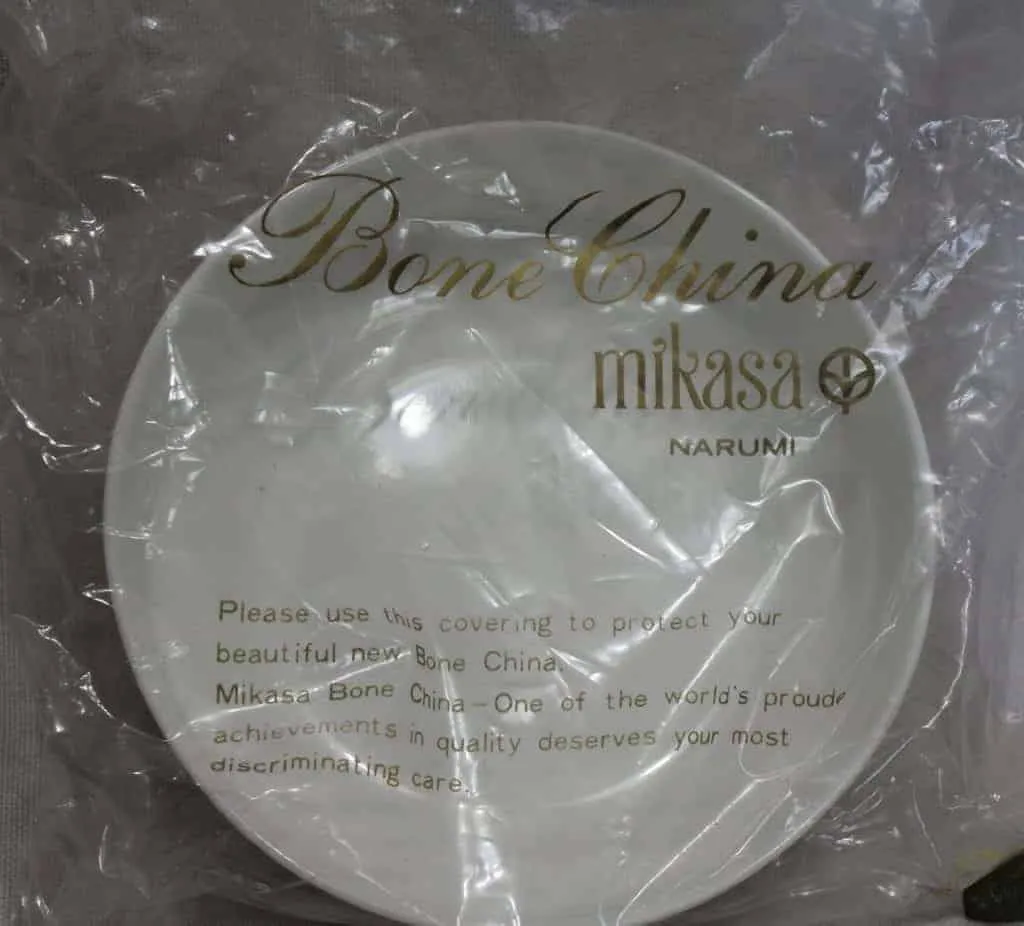 Bone China
mikasa
NARUMI
Please use this covering to protect your
beautiful new Bone China.
Mikasa Bone China – One of the world's proude
achievements in quality deserves your most
discriminating care.